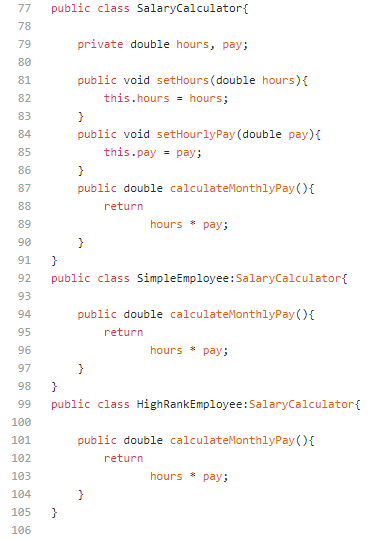 77 public class SalaryCalculator{
78
79 private double hours, pay;
80
81 public void setHours(double hours){
82 this.hours = hours;
83 }
84 public void setHourlyPay(double pay){
85 this.pay = pay;
86 }
87 public double calculateMonthlyPay(){
88 return
89 hours * pay;
90 }
91 }
92 public class SimpleEmployee:SalaryCalculator{
93
94 public double calculateMonthlyPay(){
95 return
96 hours * pay;
97 }
98 }
99 public class HighRankEmployee:SalaryCalculator{
100
101 public double calculateMonthlyPay(){
102 return
103 hours * pay;
104 }
105 }
106